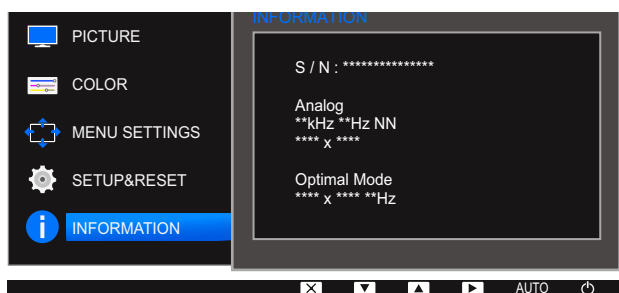 PICTURE
COLOR
MENU SETTINGS
SETUP&RESET
INFORMATION
INFORMATION
S / N : ***************
Analog
**kHz **Hz NN
**** x ****
Optimal Mode
**** x **** **Hz
AUTO